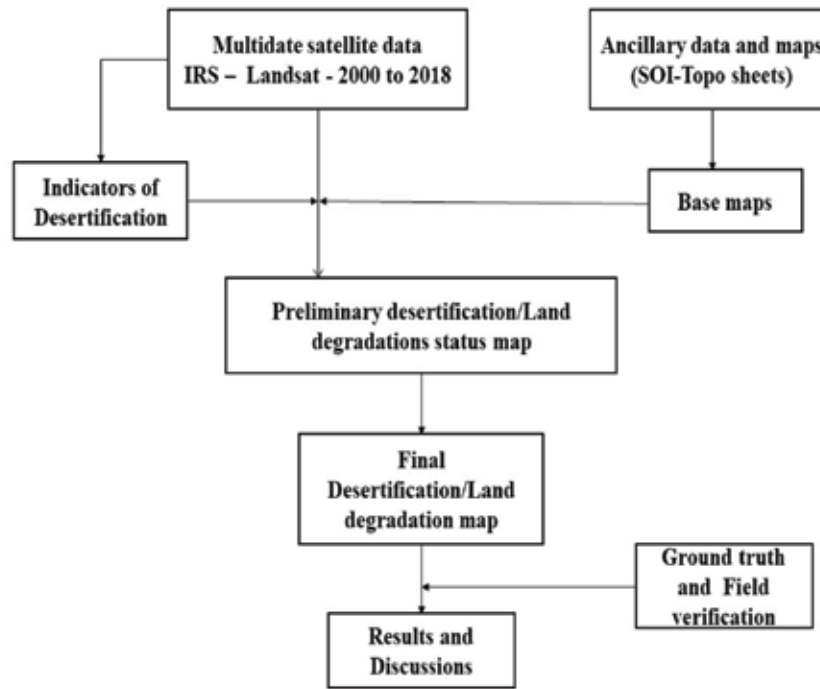 Multidate satellite data
IRS – Landsat - 2000 to 2018
Ancillary data and maps
(SOI-Topo sheets)
Indicators of
Desertification
Base maps
Preliminary desertification/Land
degradations status map
Final
Desertification/Land
degradation map
Ground truth
and Field
verification
Results and
Discussions